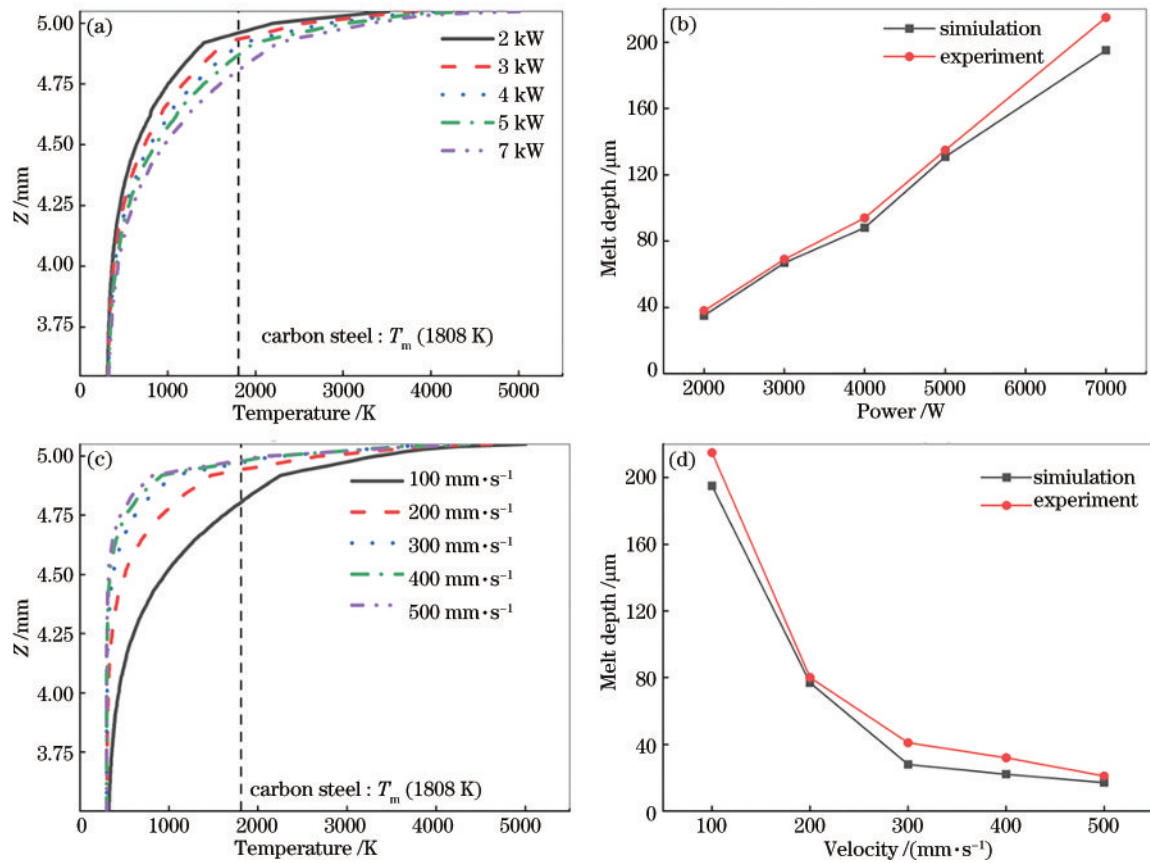 (a)
5.00
4.75
4.50
4.25
4.00
3.75
Z /mm
2 kW
3 kW
4 kW
5 kW
7 kW
carbon steel : Tm (1808 K)
0 1000 2000 3000 4000 5000
Temperature /K
(b)
200
160
120
80
40
0
Melt depth /μm
simiulation
experiment
2000 3000 4000 5000 6000 7000
Power /W
(c)
5.00
4.75
4.50
4.25
4.00
3.75
Z /mm
100 mm·s⁻¹
200 mm·s⁻¹
300 mm·s⁻¹
400 mm·s⁻¹
500 mm·s⁻¹
carbon steel : Tm (1808 K)
0 1000 2000 3000 4000 5000
Temperature /K
(d)
200
160
120
80
40
0
Melt depth /μm
simiulation
experiment
100 200 300 400 500
Velocity /(mm·s⁻¹)